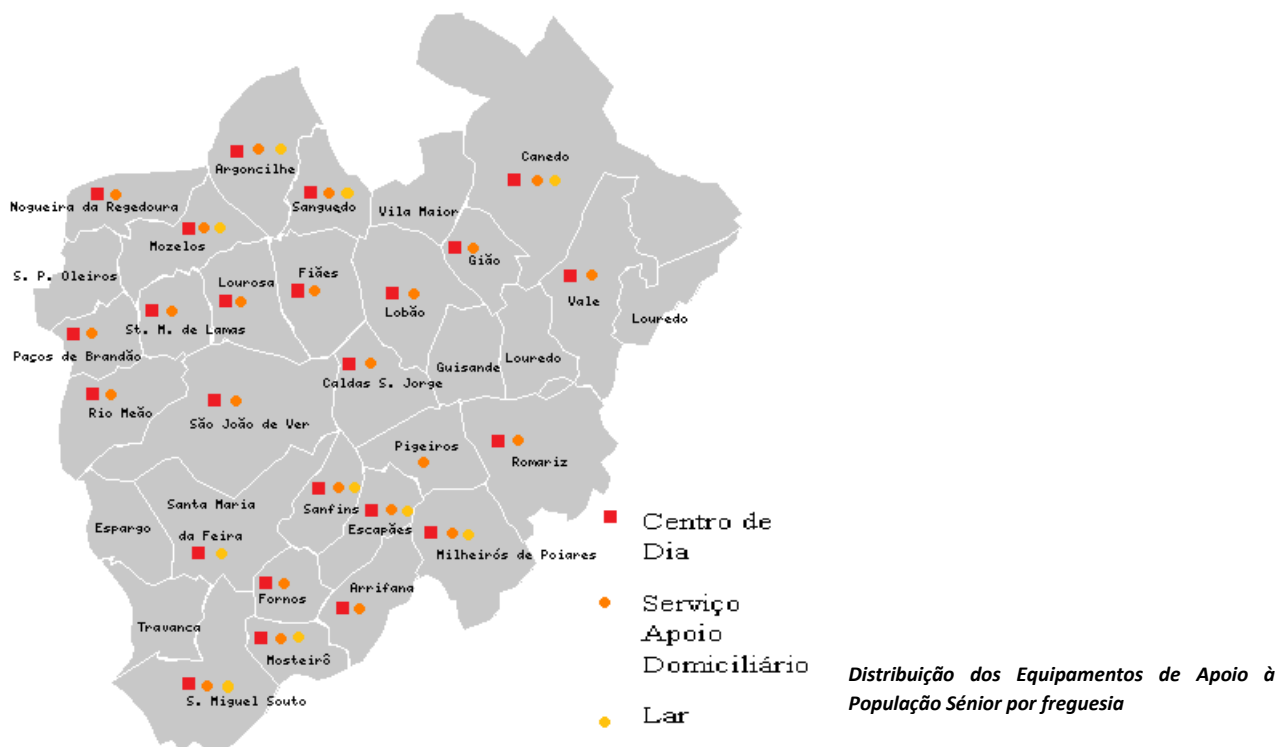 Canedo
Argoncilhe
Sanguedo
Nogueira da Regedoura
Vila Maior
Mozelos
Gião
S. P. Oleiros
Lourosa
Fiães
Vale
Lobão
Louredo
St. M. de Lamas
Paços de Brandão
Guisande
Louredo
Caldas S. Jorge
Rio Meão
São João de Ver
Pigeiros
Romariz
Santa Maria
da Feira
Sanfins
Espargo
Escapães
Milheirós de Poiares
Arrifana
Fornos
Travanca
Mosteirô
S. Miguel Souto
Centro de
Dia
Serviço
Apoio
Domiciliário
Lar
Distribuição dos Equipamentos de Apoio à
População Sénior por freguesia